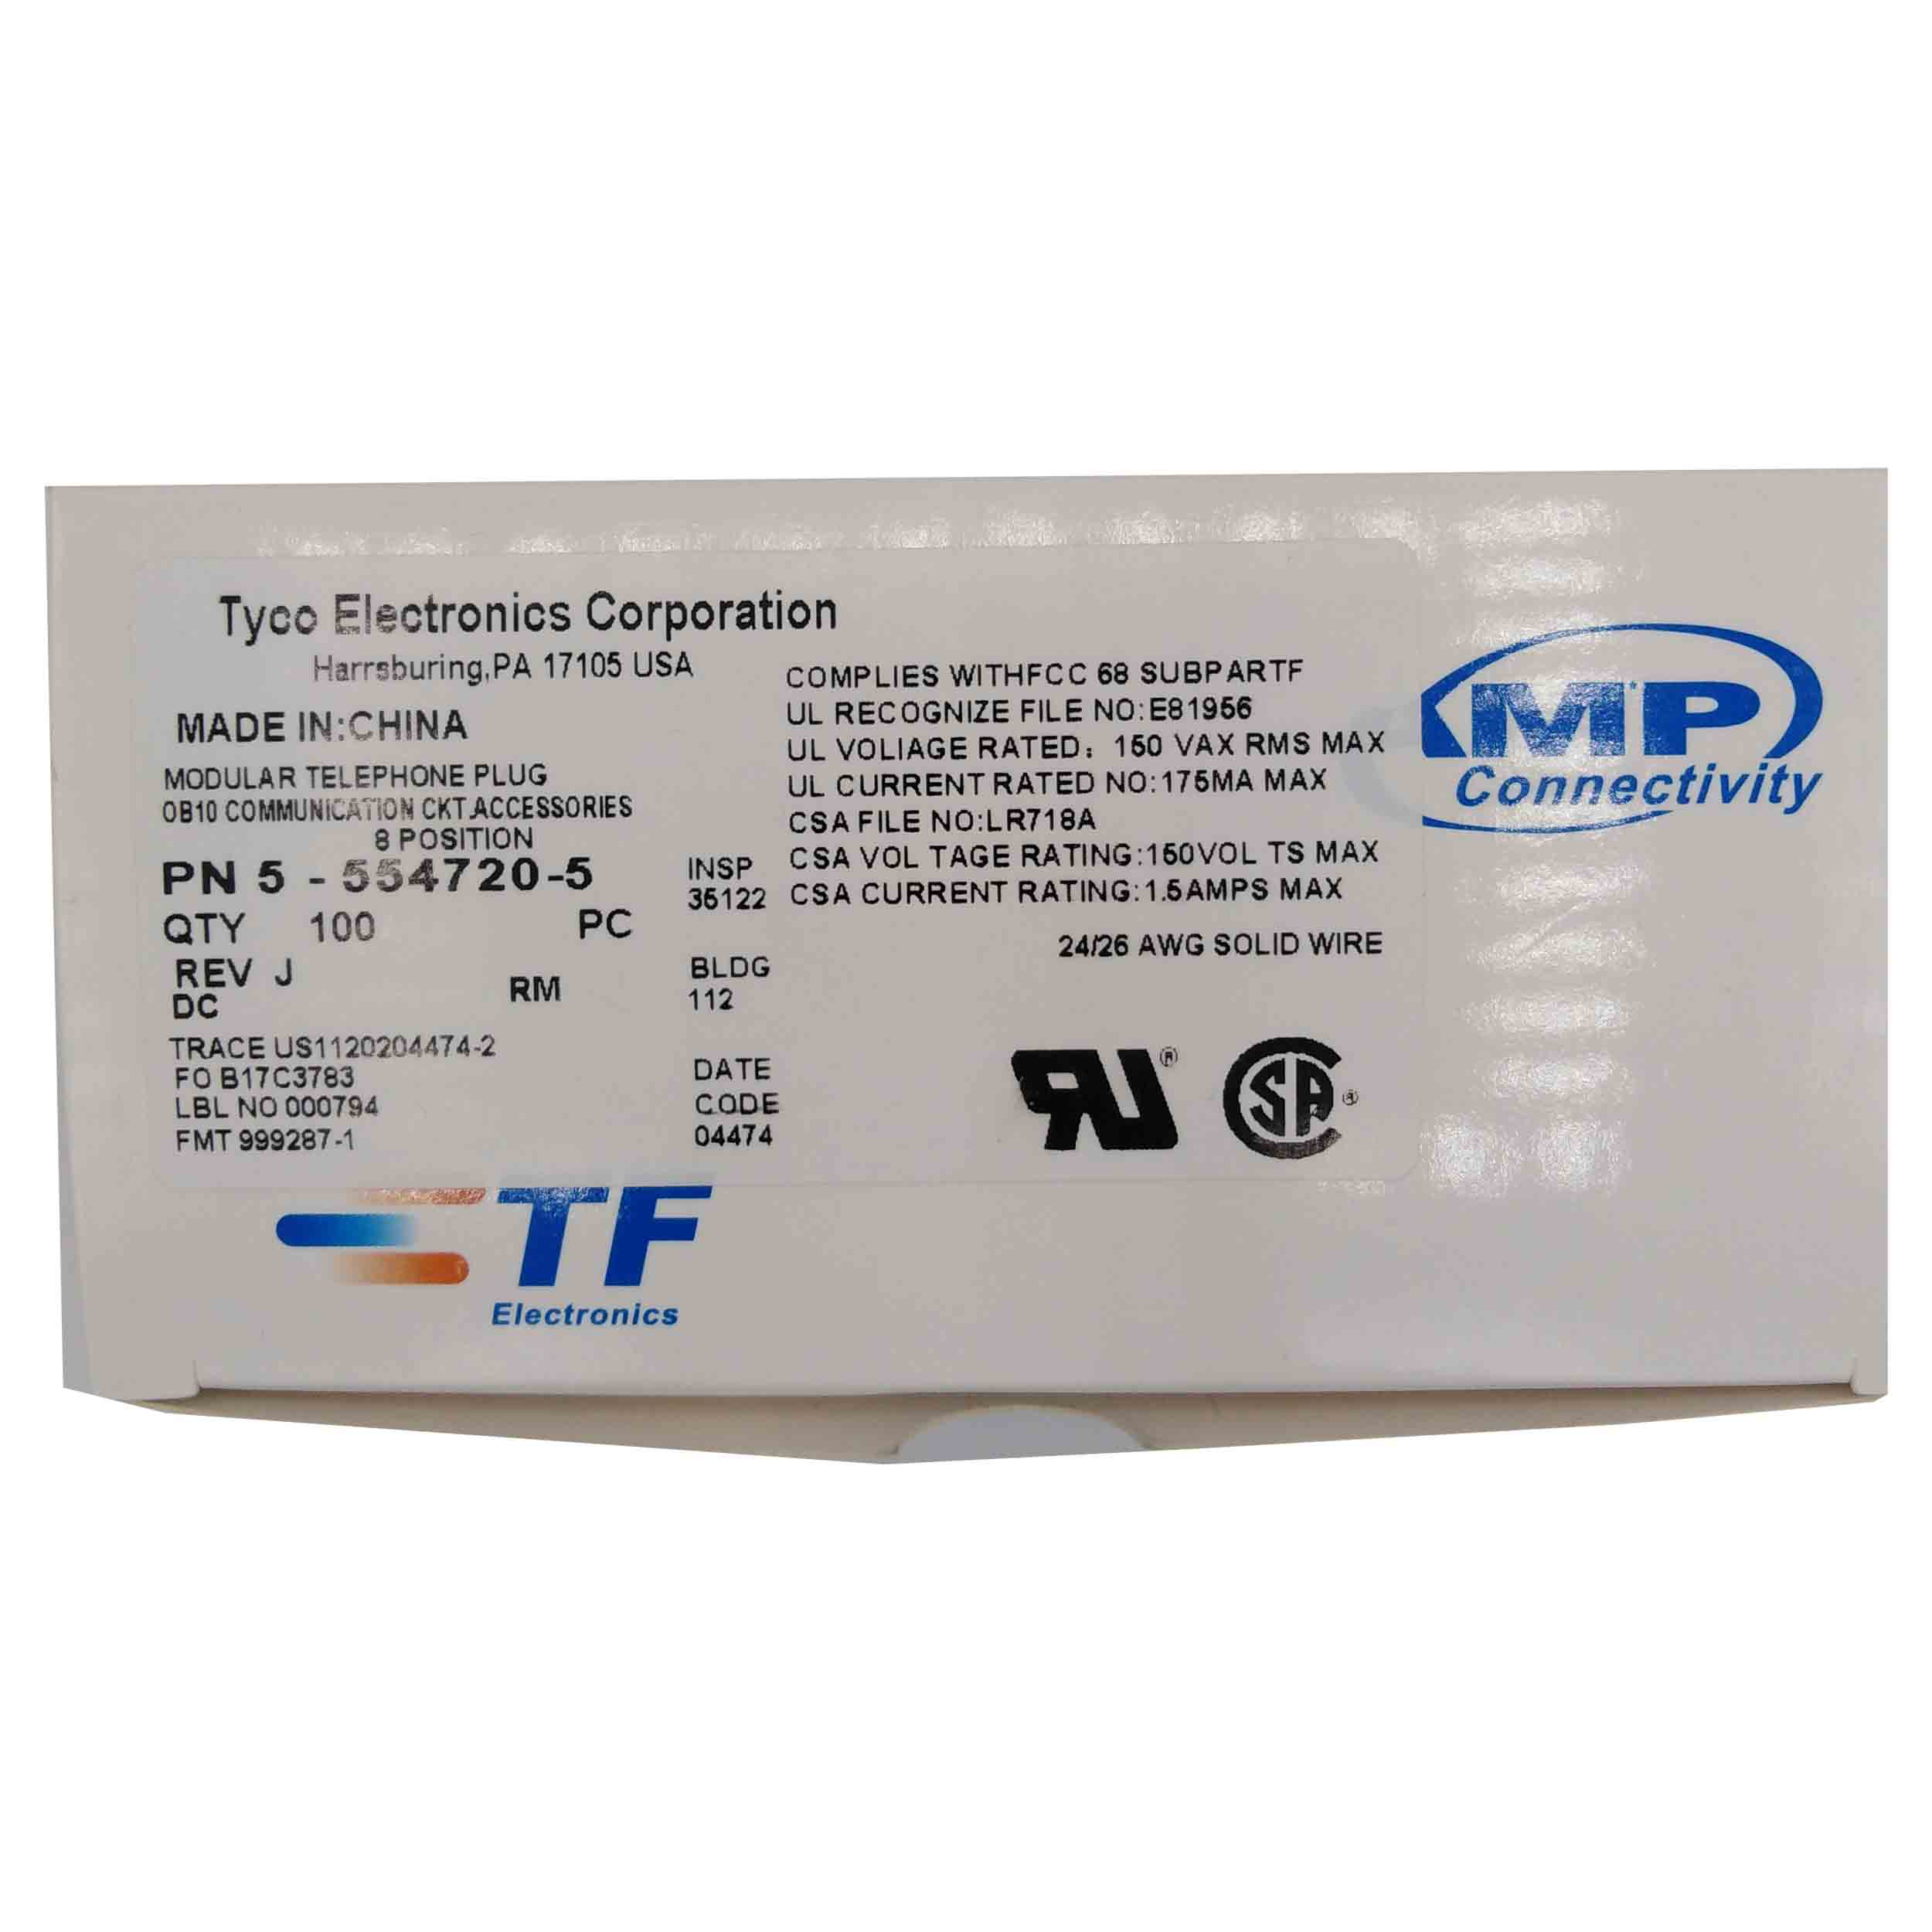 Tyco Electronics Corporation
Harrsburing,PA 17105 USA
MADE IN:CHINA
MODULAR TELEPHONE PLUG
0B10 COMMUNICATION CKT.ACCESSORIES
8 POSITION
PN 5 - 554720-5
QTY 100 PC
REV J
DC
RM
TRACE US1120204474-2
FO B17C3783
LBL NO 000794
FMT 999287-1
INSP
35122
BLDG
112
DATE
CODE
04474
COMPLIES WITHFCC 68 SUBPARTF
UL RECOGNIZE FILE NO:E81956
UL VOLIAGE RATED: 150 VAX RMS MAX
UL CURRENT RATED NO:175MA MAX
CSA FILE NO:LR718A
CSA VOL TAGE RATING:150VOL TS MAX
CSA CURRENT RATING:1.5AMPS MAX
24/26 AWG SOLID WIRE
RU®
CSA®
MP
Connectivity
TF
Electronics